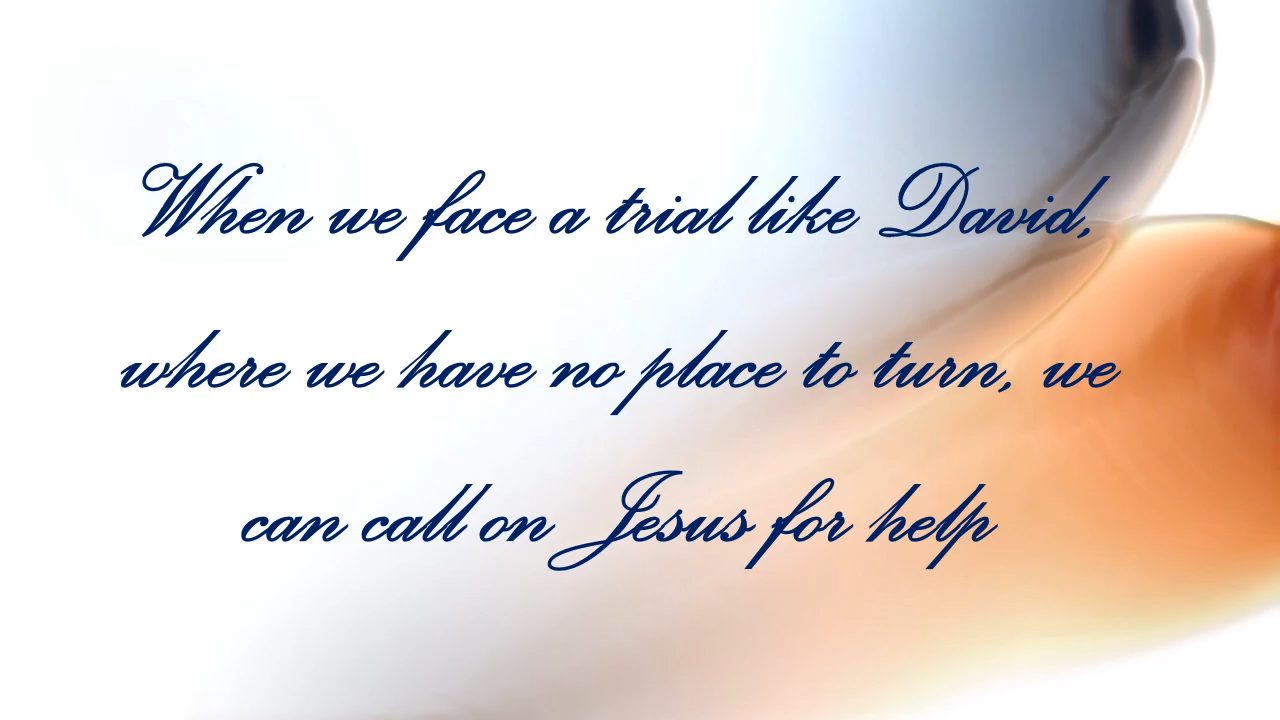 When we face a trial like David,
where we have no place to turn, we
can call on Jesus for help